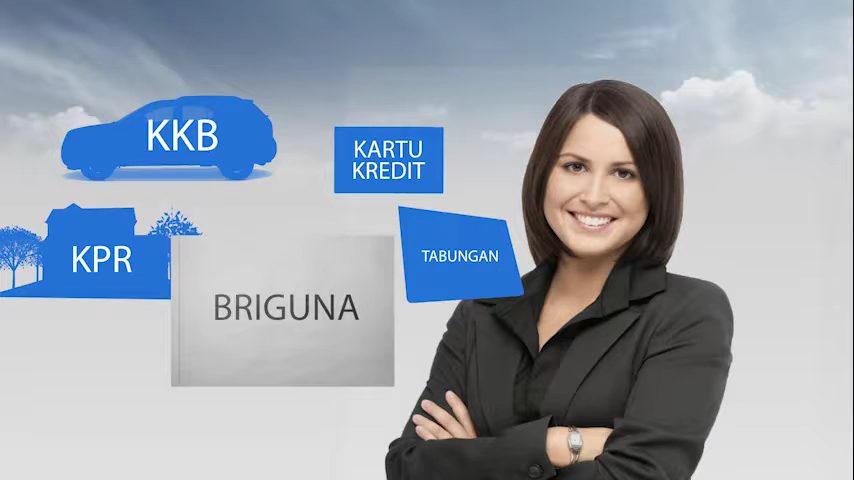 KKB
KARTU
KREDIT
KPR
TABUNGAN
BRIGUNA